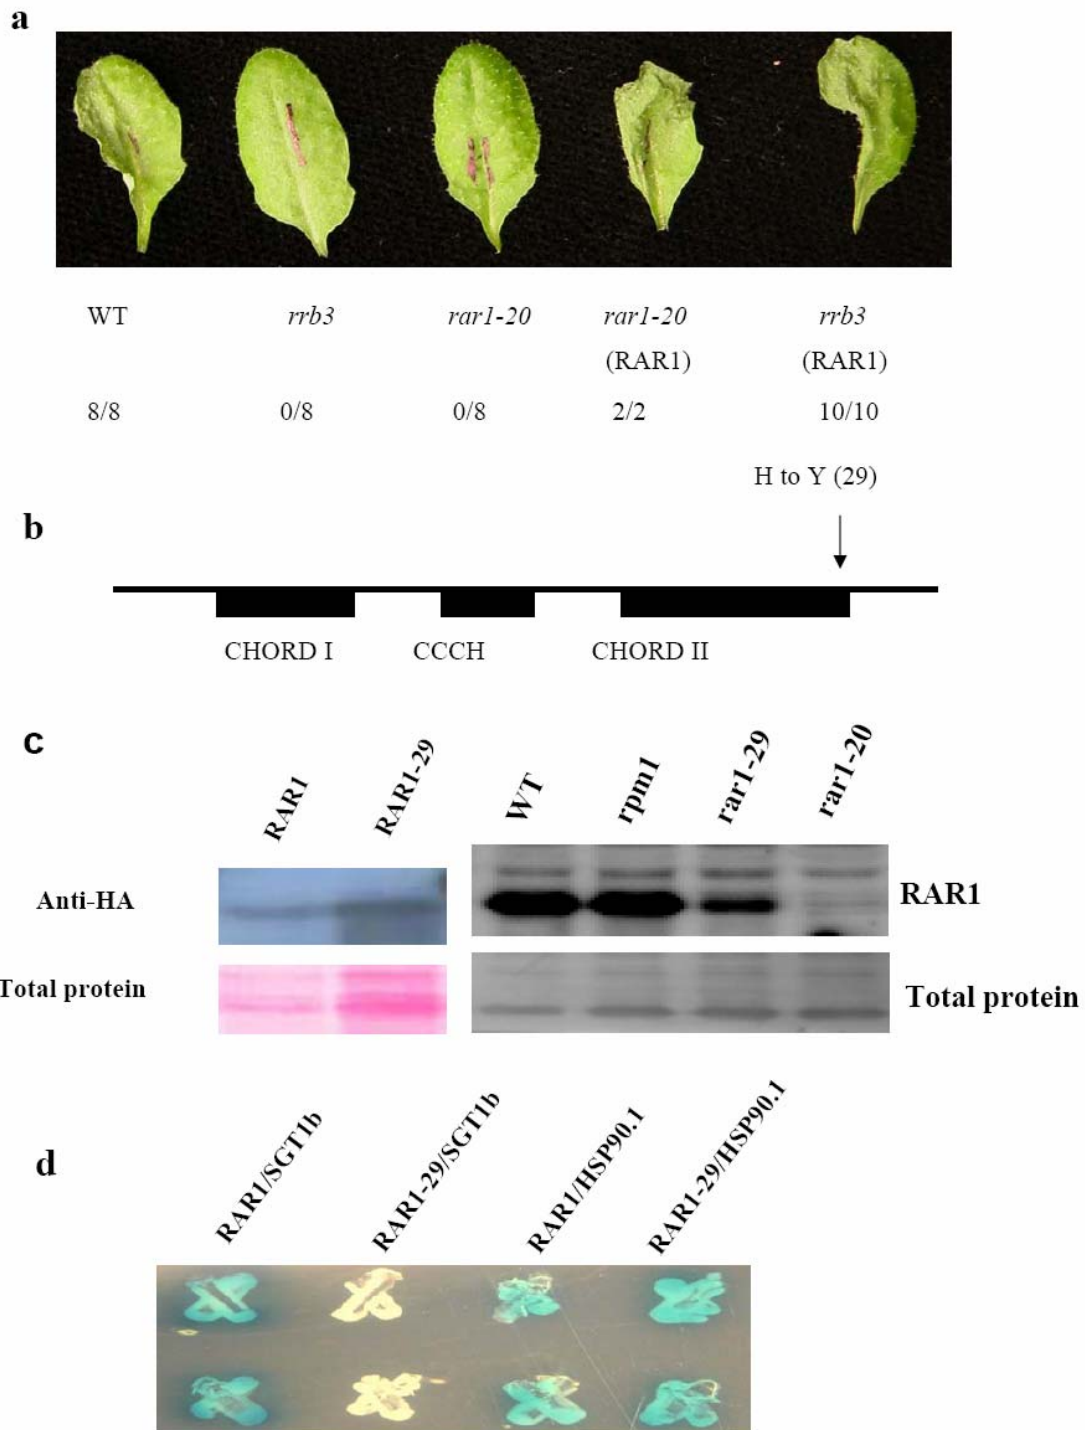 a
WT rrb3 rar1-20 rar1-20 rrb3
(RAR1) (RAR1)
8/8 0/8 0/8 2/2 10/10
H to Y (29)
b
CHORD I CCCH CHORD II
c
RAR1 RAR1-29 WT rpm1 rar1-29 rar1-20
Anti-HA RAR1
Total protein Total protein
d
RAR1/SGT1b RAR1-29/SGT1b RAR1/HSP90.1 RAR1-29/HSP90.1